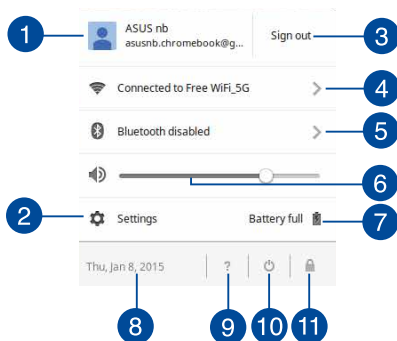 1
ASUS nb
asusnb.chromebook@g...
Sign out
3
Connected to Free WiFi_5G
4
Bluetooth disabled
5
6
2
Settings
Battery full
7
Thu, Jan 8, 2015
?
8
9
10
11